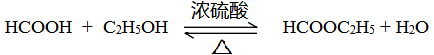 浓硫酸
HCOOH + C2H5OH ⇌ HCOOC2H5 + H2O
△